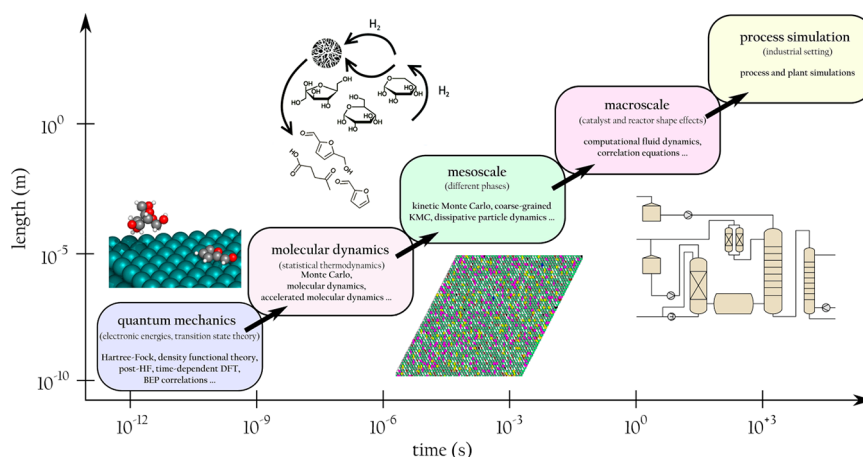 process simulation
(industrial setting)
process and plant simulations
macroscale
(catalyst and reactor shape effects)
computational fluid dynamics,
correlation equations ...
mesoscale
(different phases)
kinetic Monte Carlo, coarse-grained
KMC, dissipative particle dynamics ...
molecular dynamics
(statistical thermodynamics)
Monte Carlo,
molecular dynamics,
accelerated molecular dynamics ...
quantum mechanics
(electronic energies, transition state theory)
Hartree-Fock, density functional theory,
post-HF, time-dependent DFT,
BEP correlations ...
H₂
H₂
length (m)
10⁰
10⁻⁵
10⁻¹⁰
10⁻¹²
10⁻⁹
10⁻⁶
10⁻³
10⁰
10⁺³
time (s)